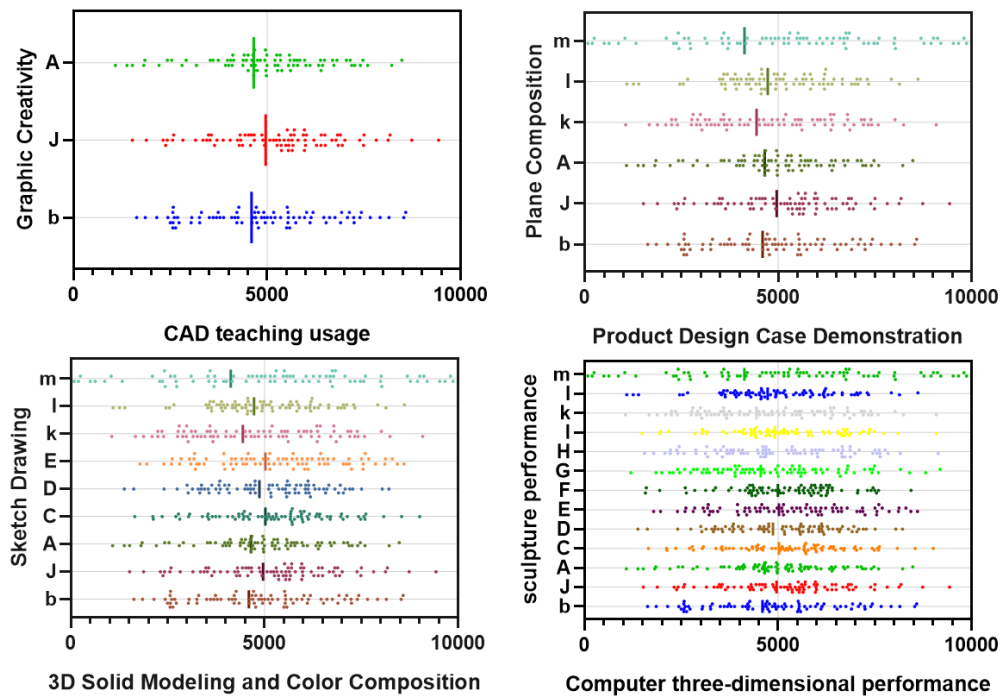 Graphic Creativity
A
J
b
0 5000 10000
CAD teaching usage
Plane Composition
m
l
k
A
J
b
0 5000 10000
Product Design Case Demonstration
Sketch Drawing
m
l
k
E
D
C
A
J
b
0 5000 10000
3D Solid Modeling and Color Composition
sculpture performance
m
l
k
I
H
G
F
E
D
C
A
J
b
0 5000 10000
Computer three-dimensional performance